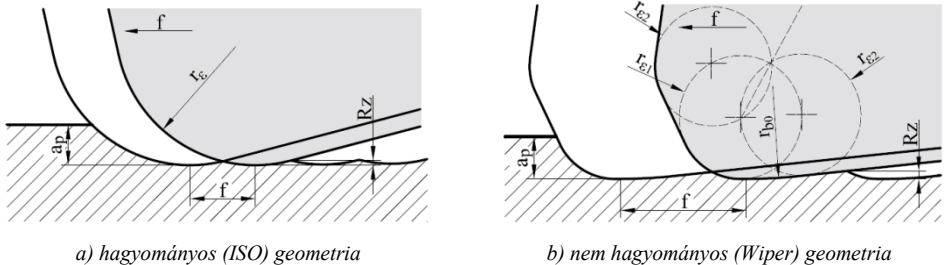 f
rε
ap
Rz
f
a) hagyományos (ISO) geometria
rε2
f
rε1
rε2
rb0
ap
Rz
f
b) nem hagyományos (Wiper) geometria